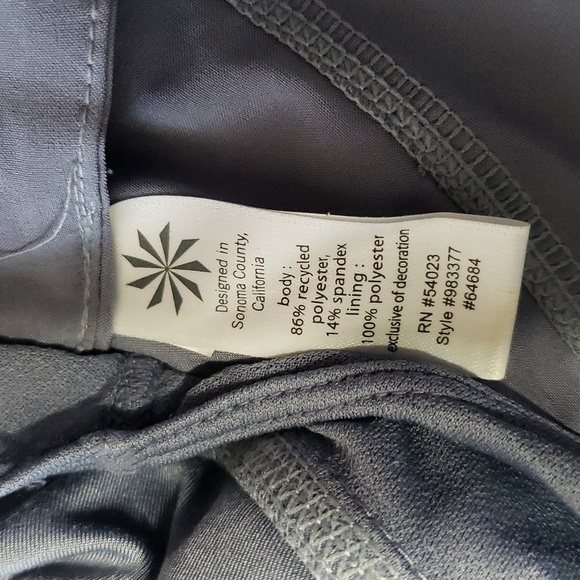 Designed in
Sonoma County,
California
body :
86% recycled
polyester,
14% spandex
lining :
100% polyester
exclusive of decoration
RN #54023
Style #983377
#64684